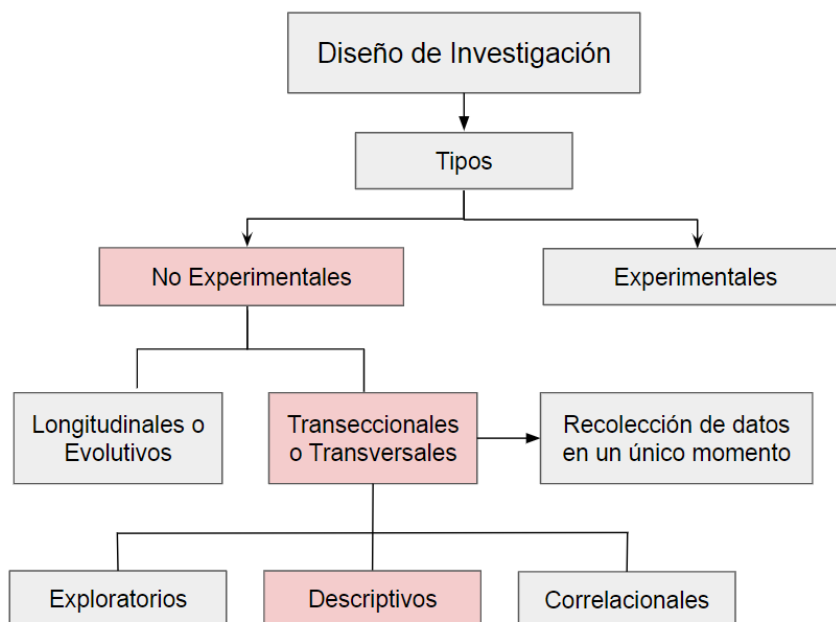 Diseño de Investigación
Tipos
No Experimentales
Experimentales
Longitudinales o
Evolutivos
Transeccionales
o Transversales
Recolección de datos
en un único momento
Exploratorios
Descriptivos
Correlacionales